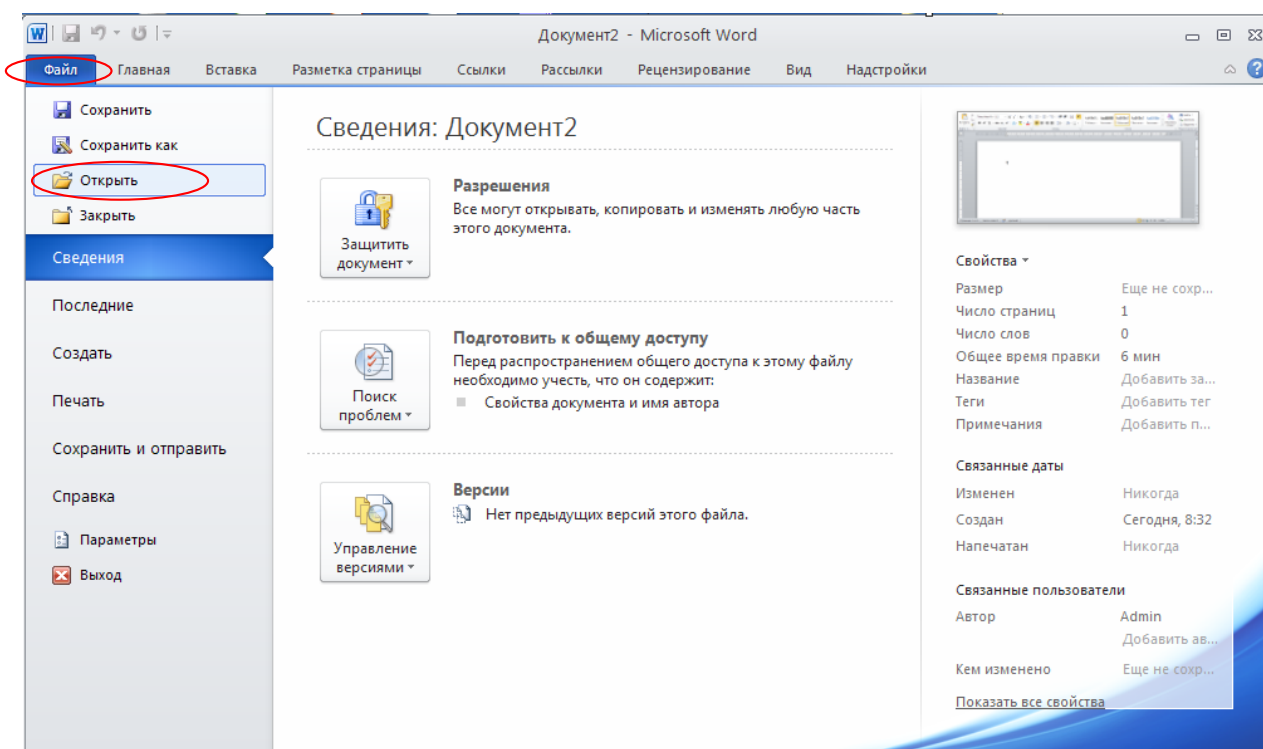 Документ2 - Microsoft Word
Файл Главная Вставка Разметка страницы Ссылки Рассылки Рецензирование Вид Надстройки
Сохранить
Сохранить как
Открыть
Закрыть
Сведения
Последние
Создать
Печать
Сохранить и отправить
Справка
Параметры
Выход
Сведения: Документ2
Защитить
документ
Разрешения
Все могут открывать, копировать и изменять любую часть
этого документа.
Поиск
проблем
Подготовить к общему доступу
Перед распространением общего доступа к этому файлу
необходимо учесть, что он содержит:
Свойства документа и имя автора
Управление
версиями
Версии
Нет предыдущих версий этого файла.
Свойства
Размер Еще не сохр...
Число страниц 1
Число слов 0
Общее время правки 6 мин
Название Добавить за...
Теги Добавить тег
Примечания Добавить п...
Связанные даты
Изменен Никогда
Создан Сегодня, 8:32
Напечатан Никогда
Связанные пользователи
Автор Admin
Добавить ав...
Кем изменено Еще не сохр...
Показать все свойства